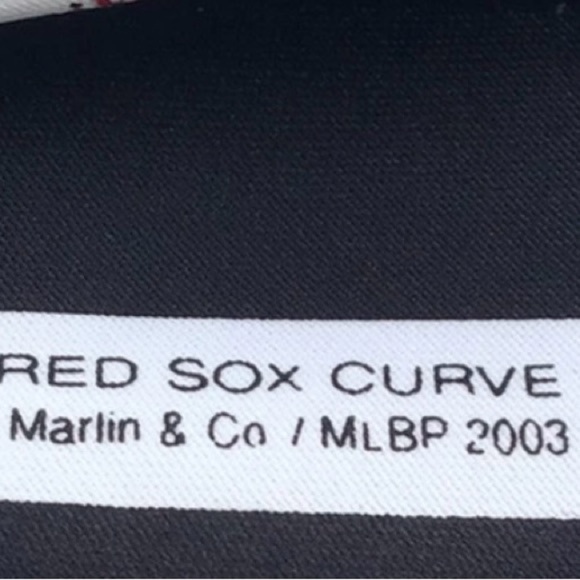 RED SOX CURVE
Marlin & Co / MLBP 2003